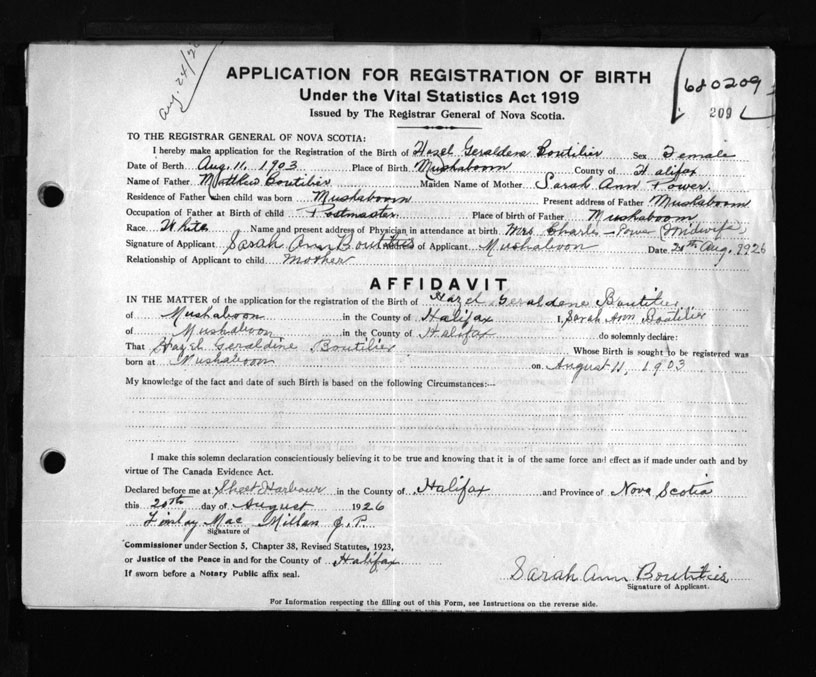 Aug. 24/26
APPLICATION FOR REGISTRATION OF BIRTH
Under the Vital Statistics Act 1919
Issued by The Registrar General of Nova Scotia.
680209
209
TO THE REGISTRAR GENERAL OF NOVA SCOTIA:
I hereby make application for the Registration of the Birth of Hazel Geraldene Boutilier Sex Female
Date of Birth Aug. 11, 1903 Place of Birth Mushaboom County of Halifax
Name of Father Matthew Boutilier Maiden Name of Mother Sarah Ann Power.
Residence of Father when child was born Mushaboom Present address of Father Mushaboom
Occupation of Father at Birth of child Postmaster Place of birth of Father Mushaboom
Race White Name and present address of Physician in attendance at birth Mrs. Charles Power (Midwife)
Signature of Applicant Sarah Ann Boutilier Address of Applicant Mushaboon Date 20th Aug. 1926
Relationship of Applicant to child Mother
AFFIDAVIT
IN THE MATTER of the application for the registration of the Birth of Hazel Geraldene Boutilier
of Mushaboon in the County of Halifax I, Sarah Ann Boutilier
of Mushaboon in the County of Halifax do solemnly declare:
That Hazel Geraldine Boutilier Whose Birth is sought to be registered was
born at Mushaboon on August 11, 1903
My knowledge of the fact and date of such Birth is based on the following Circumstances:—
I make this solemn declaration conscientiously believing it to be true and knowing that it is of the same force and effect as if made under oath and by
virtue of The Canada Evidence Act.
Declared before me at Sheet Harbour in the County of Halifax and Province of Nova Scotia
this 20th day of August 1926
Finlay Mac Millan J. P.
Signature of
Commissioner under Section 5, Chapter 38, Revised Statutes, 1923,
or Justice of the Peace in and for the County of Halifax
If sworn before a Notary Public affix seal.
Sarah Ann Boutilier
Signature of Applicant.
For Information respecting the filling out of this Form, see Instructions on the reverse side.